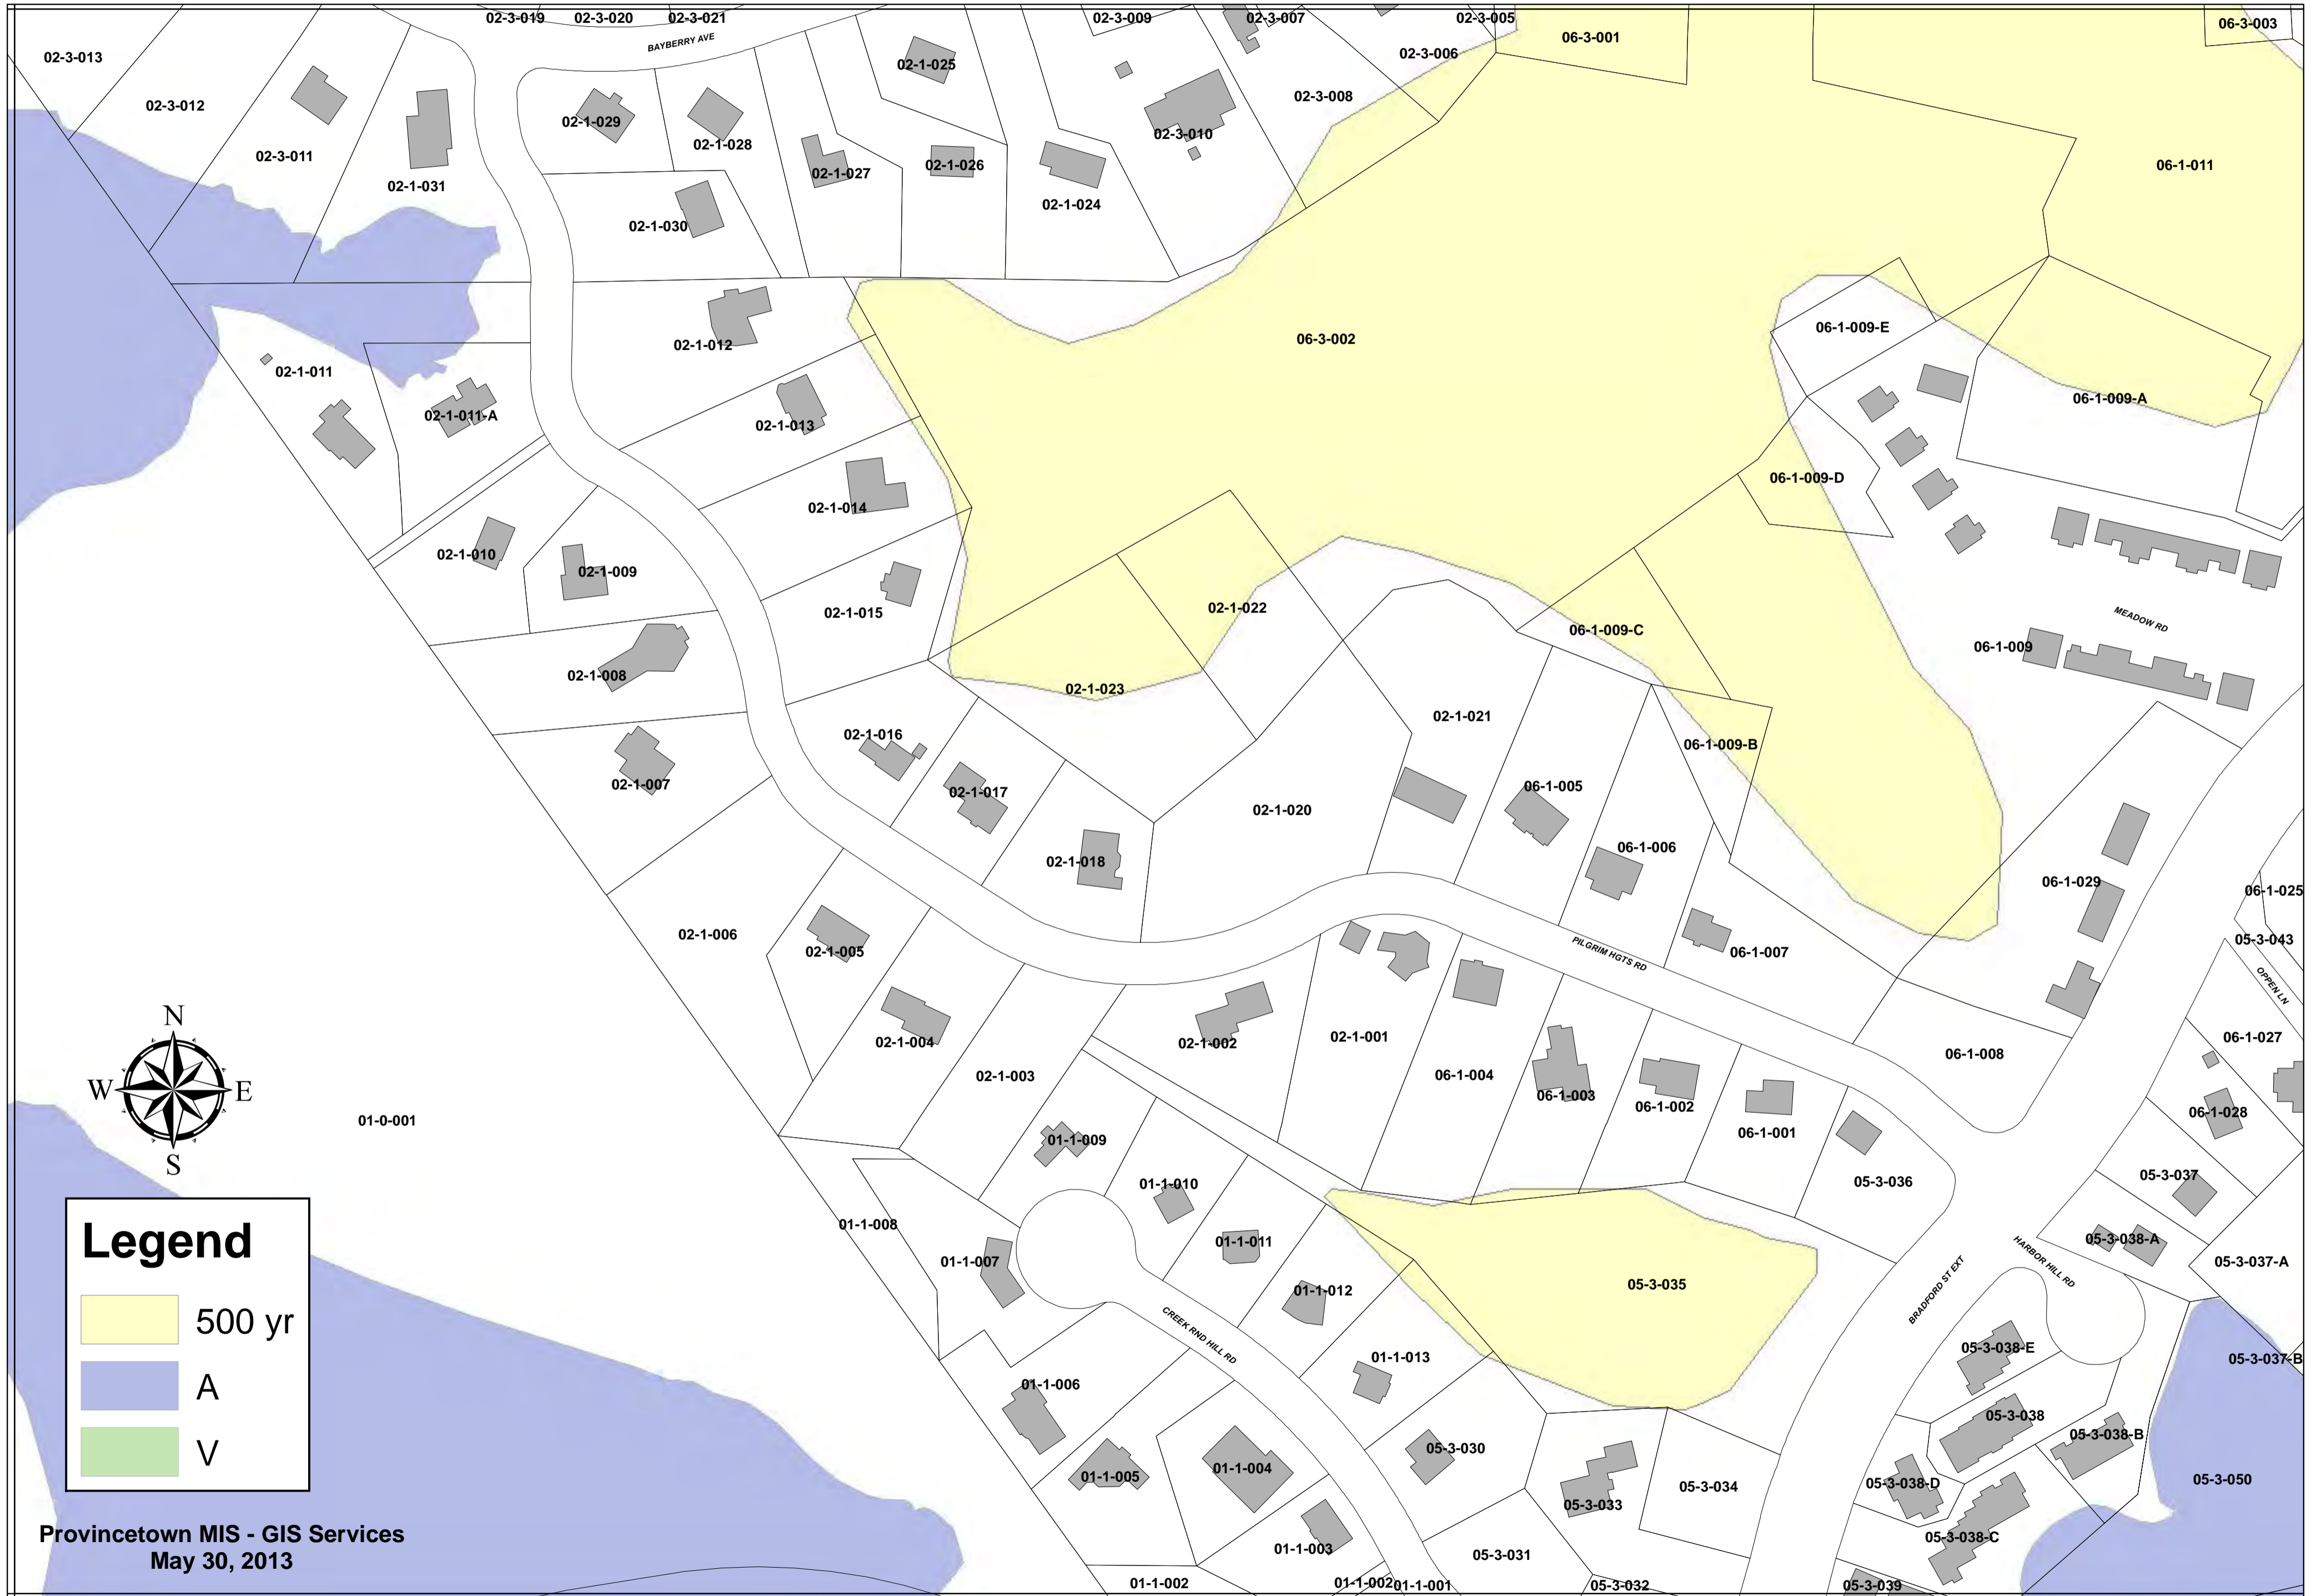 02-3-019 02-3-020 02-3-021 02-3-009 02-3-007 02-3-005 06-3-003
BAYBERRY AVE
06-3-001
02-3-013
02-3-006
02-1-025
02-3-008
02-3-012
02-1-029
02-3-010
02-1-028
02-3-011
02-1-026
06-1-011
02-1-027
02-1-031
02-1-024
02-1-030
06-1-009-E
06-3-002
02-1-012
02-1-011
06-1-009-A
02-1-011-A
02-1-013
06-1-009-D
02-1-014
02-1-010
02-1-009
02-1-022
02-1-015
MEADOW RD
06-1-009-C
06-1-009
02-1-008
02-1-023
02-1-021
02-1-016
06-1-009-B
02-1-007
06-1-005
02-1-017
02-1-020
06-1-006
02-1-018
06-1-029
06-1-025
02-1-006
05-3-043
02-1-005
PILGRIM HGTS RD
06-1-007
OPPEN LN
02-1-004
02-1-002
02-1-001
06-1-027
06-1-008
02-1-003
06-1-004
06-1-003
06-1-002
06-1-028
01-0-001
06-1-001
01-1-009
05-3-037
01-1-010
05-3-036
01-1-008
05-3-038-A
01-1-011
HARBOR HILL RD
01-1-007
05-3-037-A
05-3-035
BRADFORD ST EXT
01-1-012
CREEK RND HILL RD
05-3-038-E
01-1-013
05-3-037-B
01-1-006
05-3-038
05-3-038-B
05-3-030
01-1-004
01-1-005
05-3-050
05-3-038-D
05-3-034
05-3-033
05-3-038-C
01-1-003
05-3-031
01-1-002
01-1-002
01-1-001
05-3-032
05-3-039
N
W E
S
Legend
500 yr
A
V
Provincetown MIS - GIS Services
May 30, 2013